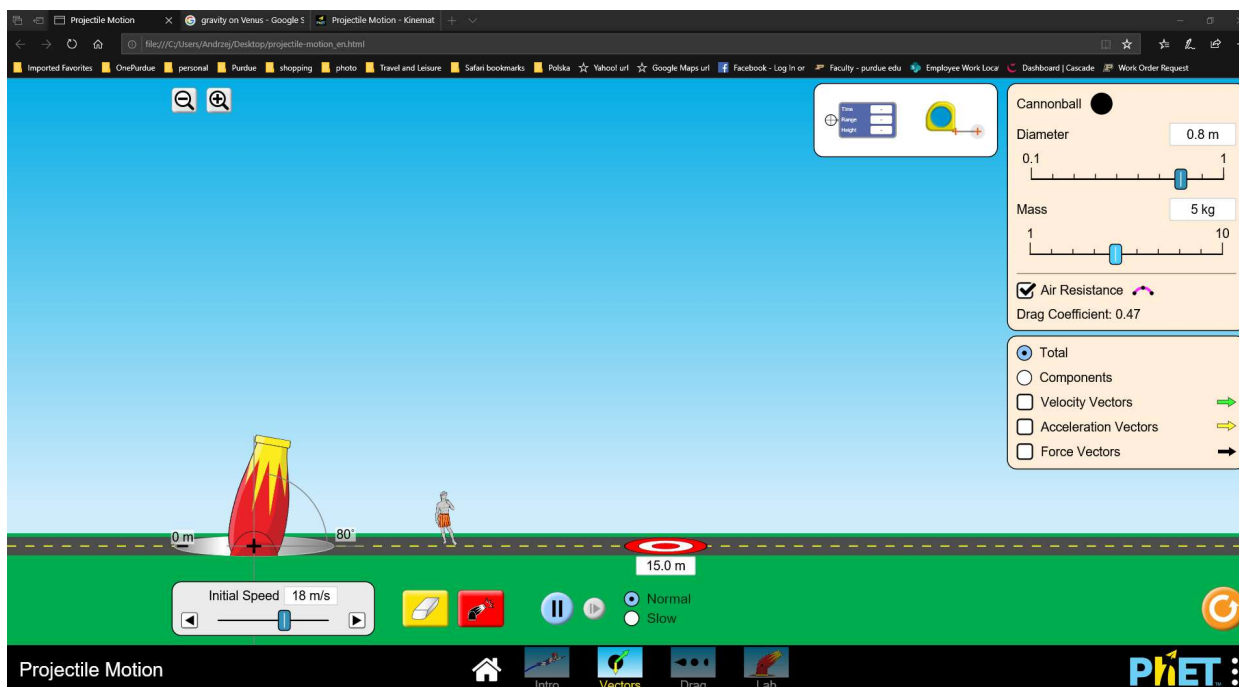 Projectile Motion
gravity on Venus - Google S
Projectile Motion - Kinemat
file:///C:/Users/Andrzej/Desktop/projectile-motion_en.html
Imported Favorites OnePurdue personal Purdue shopping photo Travel and Leisure Safari bookmarks Polska Yahoo! url Google Maps url Facebook - Log In or Faculty - purdue edu Employee Work Loca Dashboard | Cascade Work Order Request
Time -
Range -
Height -
Cannonball
Diameter 0.8 m
0.1 1
Mass 5 kg
1 10
Air Resistance
Drag Coefficient: 0.47
Total
Components
Velocity Vectors
Acceleration Vectors
Force Vectors
0 m
80°
15.0 m
Initial Speed 18 m/s
Normal
Slow
Projectile Motion
Intro Vectors Drag Lab
PhET